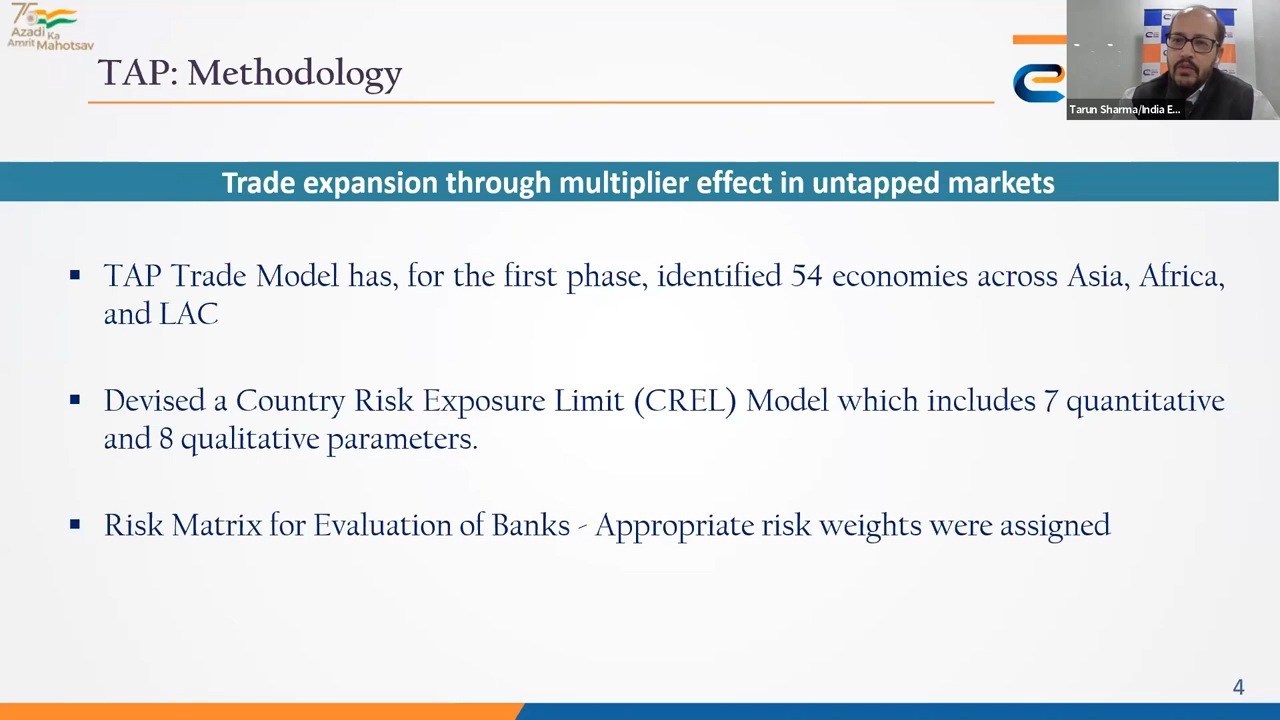 75
Azadi
Ka
Amrit Mahotsav
TAP: Methodology
Tarun Sharma/India E...
Trade expansion through multiplier effect in untapped markets
▪ TAP Trade Model has, for the first phase, identified 54 economies across Asia, Africa,
and LAC
▪ Devised a Country Risk Exposure Limit (CREL) Model which includes 7 quantitative
and 8 qualitative parameters.
▪ Risk Matrix for Evaluation of Banks - Appropriate risk weights were assigned
4